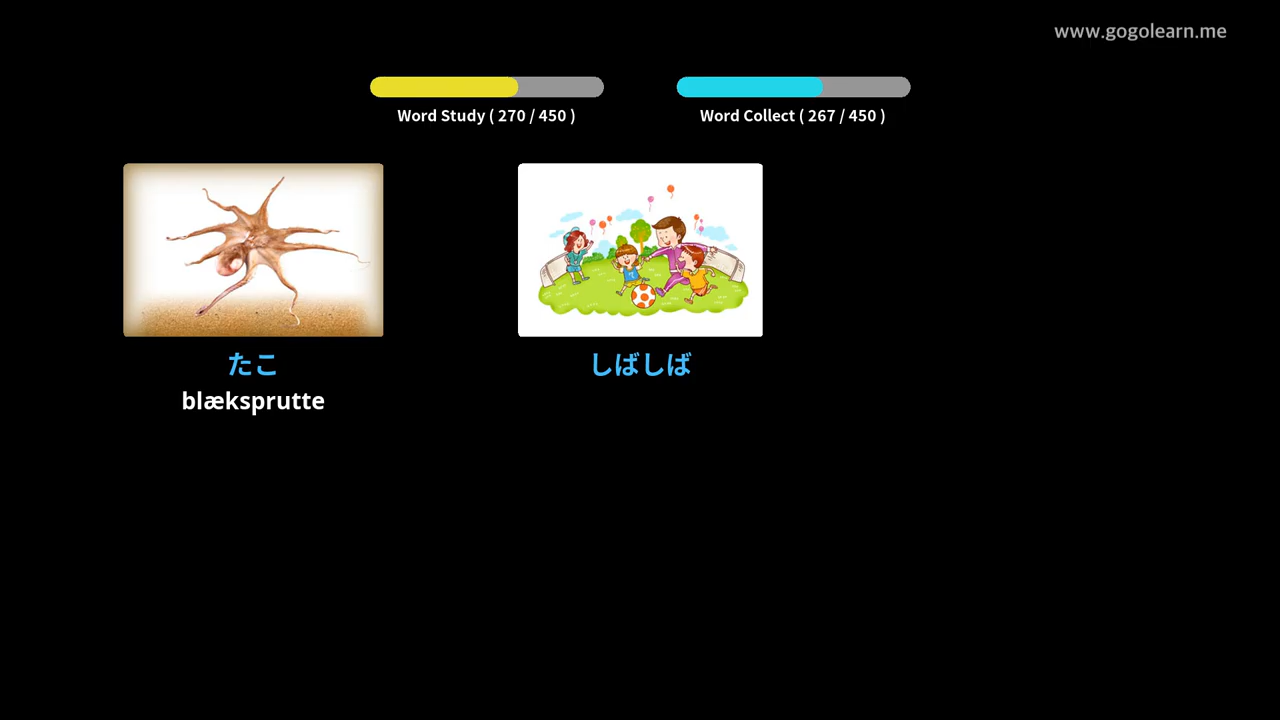 www.gogolearn.me
Word Study ( 270 / 450 )
Word Collect ( 267 / 450 )
たこ
blæksprutte
しばしば